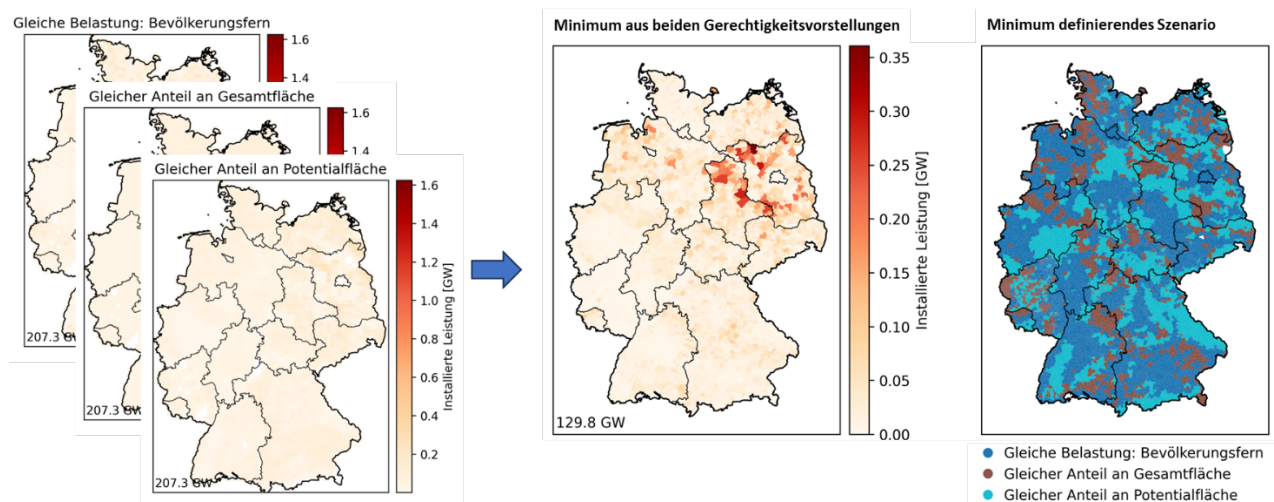 Gleiche Belastung: Bevölkerungsfern
1.6
1.4
207.3 GW
Gleicher Anteil an Gesamtfläche
1.6
1.4
207.3 GW
Gleicher Anteil an Potentialfläche
1.6
1.4
1.2
1.0
0.8
0.6
0.4
0.2
Installierte Leistung [GW]
207.3 GW
Minimum aus beiden Gerechtigkeitsvorstellungen
0.35
0.30
0.25
0.20
0.15
0.10
0.05
0.00
Installierte Leistung [GW]
129.8 GW
Minimum definierendes Szenario
Gleiche Belastung: Bevölkerungsfern
Gleicher Anteil an Gesamtfläche
Gleicher Anteil an Potentialfläche